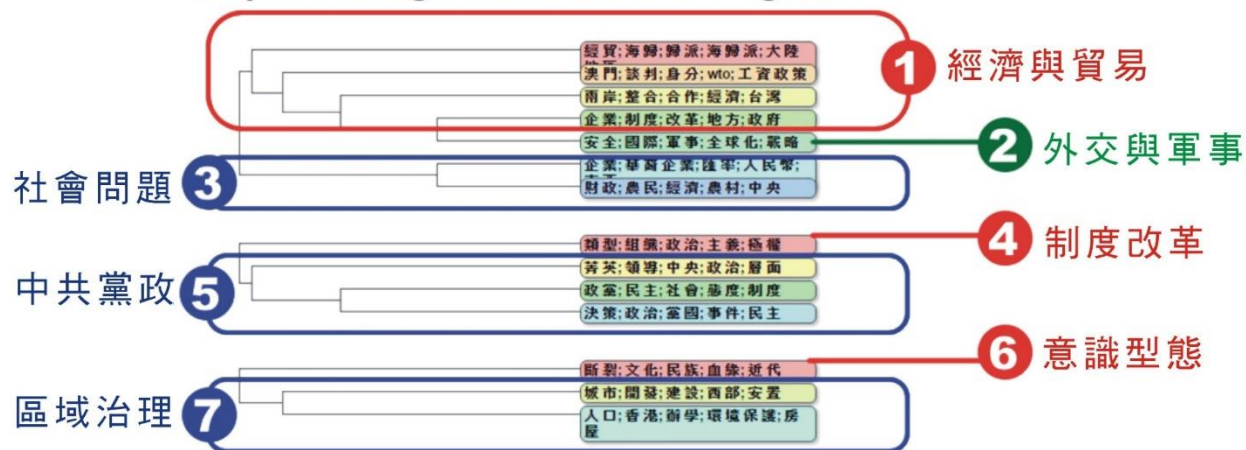 經貿;海歸;歸派;海歸派;大陸
澳門;談判;身分;wto;工資政策
1 經濟與貿易
兩岸;整合;合作;經濟;台灣
企業;制度;改革;地方;政府
安全;國際;軍事;全球化;戰略
2 外交與軍事
社會問題 3
企業;華裔企業;匯率;人民幣;
財政;農民;經濟;農村;中央
類型;組織;政治;主義;極權
4 制度改革
中共黨政 5
菁英;領導;中央;政治;層面
政黨;民主;社會;態度;制度
決策;政治;黨國;事件;民主
斷裂;文化;民族;血緣;近代
6 意識型態
區域治理 7
城市;開發;建設;西部;安置
人口;香港;辦學;環境保護;房
屋